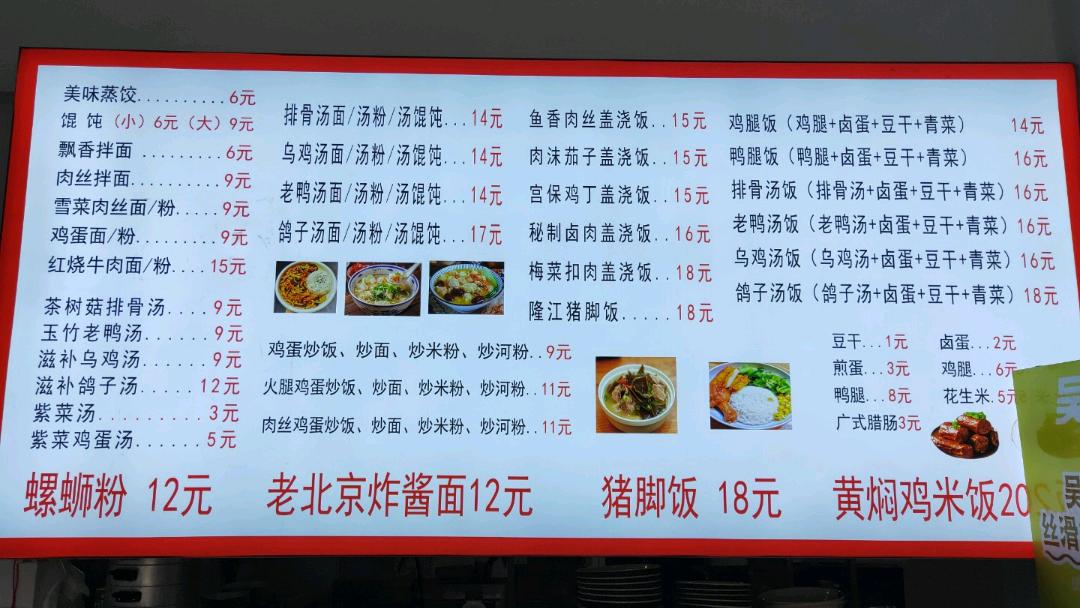 美味蒸饺..........6元
馄饨（小）6元（大）9元
飘香拌面.........6元
肉丝拌面.........9元
雪菜肉丝面/粉.....9元
鸡蛋面/粉.........9元
红烧牛肉面/粉....15元
茶树菇排骨汤....9元
玉竹老鸭汤......9元
滋补乌鸡汤......9元
滋补鸽子汤.....12元
紫菜汤..........3元
紫菜鸡蛋汤......5元
排骨汤面/汤粉/汤馄饨...14元
乌鸡汤面/汤粉/汤馄饨...14元
老鸭汤面/汤粉/汤馄饨...14元
鸽子汤面/汤粉/汤馄饨...17元
鸡蛋炒饭、炒面、炒米粉、炒河粉..9元
火腿鸡蛋炒饭、炒面、炒米粉、炒河粉..11元
肉丝鸡蛋炒饭、炒面、炒米粉、炒河粉..11元
鱼香肉丝盖浇饭..15元
肉沫茄子盖浇饭..15元
宫保鸡丁盖浇饭..15元
秘制卤肉盖浇饭..16元
梅菜扣肉盖浇饭..18元
隆江猪脚饭.....18元
鸡腿饭（鸡腿+卤蛋+豆干+青菜） 14元
鸭腿饭（鸭腿+卤蛋+豆干+青菜） 16元
排骨汤饭（排骨汤+卤蛋+豆干+青菜）16元
老鸭汤饭（老鸭汤+卤蛋+豆干+青菜）16元
乌鸡汤饭（乌鸡汤+卤蛋+豆干+青菜）16元
鸽子汤饭（鸽子汤+卤蛋+豆干+青菜）18元
豆干...1元 卤蛋...2元
煎蛋...3元 鸡腿...6元
鸭腿...8元 花生米.5元
广式腊肠3元
螺蛳粉 12元 老北京炸酱面12元 猪脚饭 18元 黄焖鸡米饭20
吴
吴
丝滑